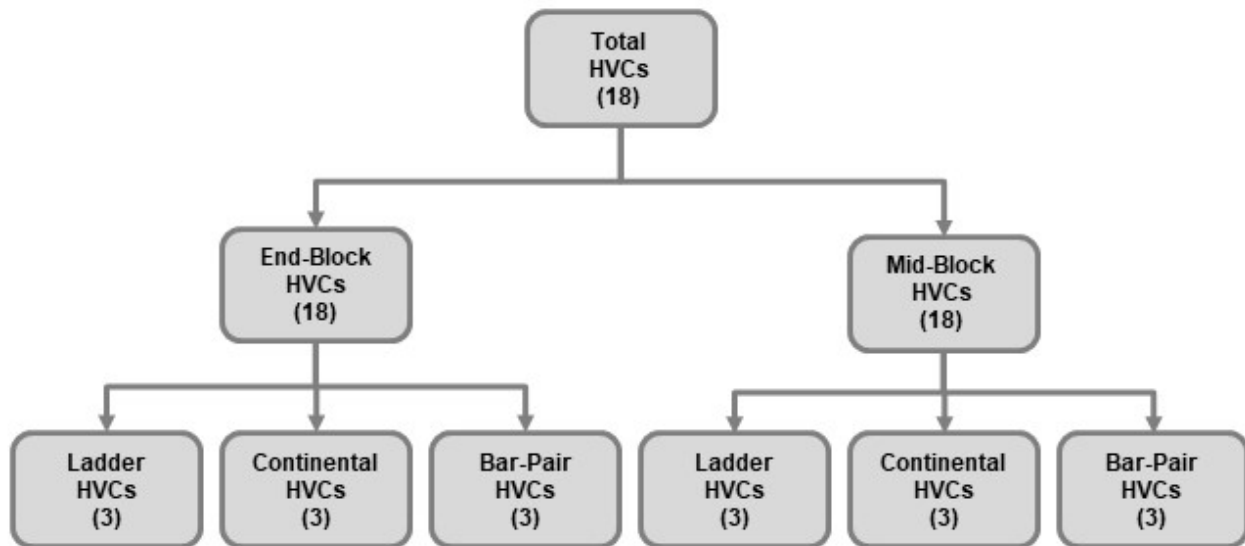 Total
HVCs
(18)
End-Block
HVCs
(18)
Mid-Block
HVCs
(18)
Ladder
HVCs
(3)
Continental
HVCs
(3)
Bar-Pair
HVCs
(3)
Ladder
HVCs
(3)
Continental
HVCs
(3)
Bar-Pair
HVCs
(3)